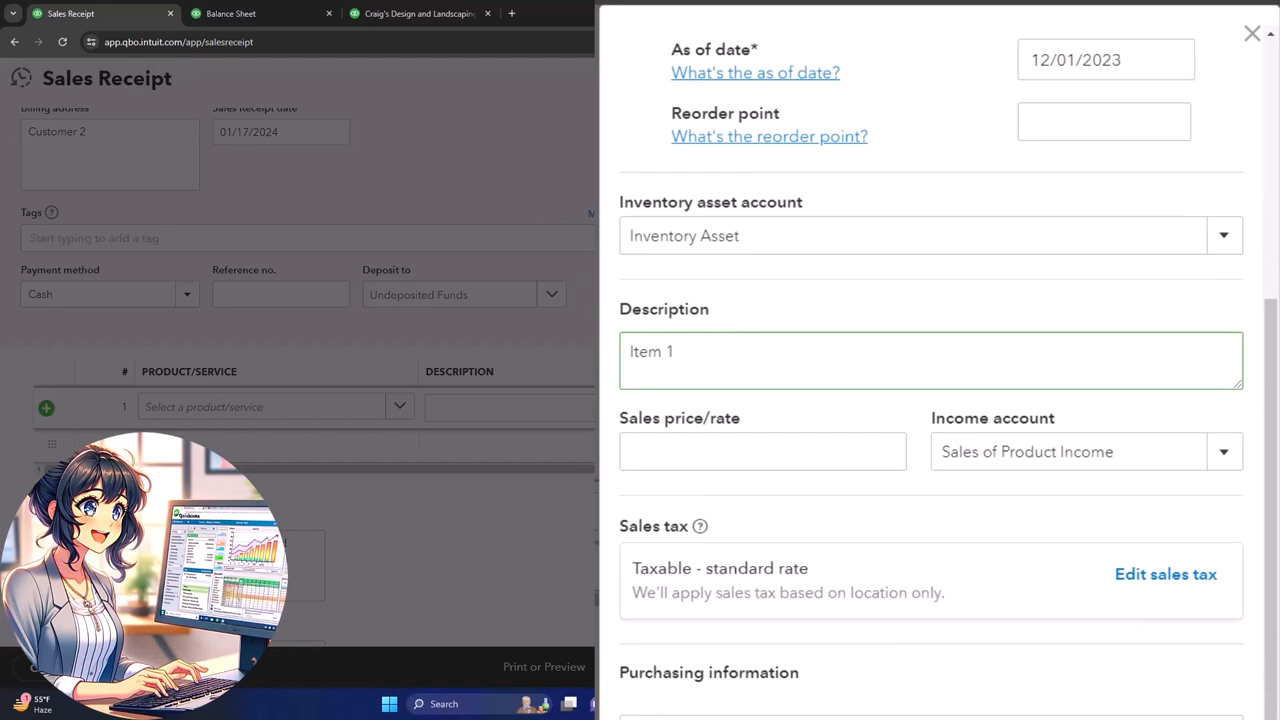 Sales Receipt
Balance Sheet
Craig's Design and Landscaping
app.qbo.intuit.com/app/salesreceipt
Sales Receipt
Billing address
Sales Receipt date
Customer 2
01/17/2024
Tags ?
M
Start typing to add a tag
Payment method
Reference no.
Deposit to
Cash
Undeposited Funds
# PRODUCT/SERVICE DESCRIPTION
1 Select a product/service
QuickBooks
Print or Preview
55°F
Haze
Search
As of date*
What's the as of date?
12/01/2023
Reorder point
What's the reorder point?
Inventory asset account
Inventory Asset
Description
Item 1
Sales price/rate
Income account
Sales of Product Income
Sales tax ?
Taxable - standard rate
We'll apply sales tax based on location only.
Edit sales tax
Purchasing information